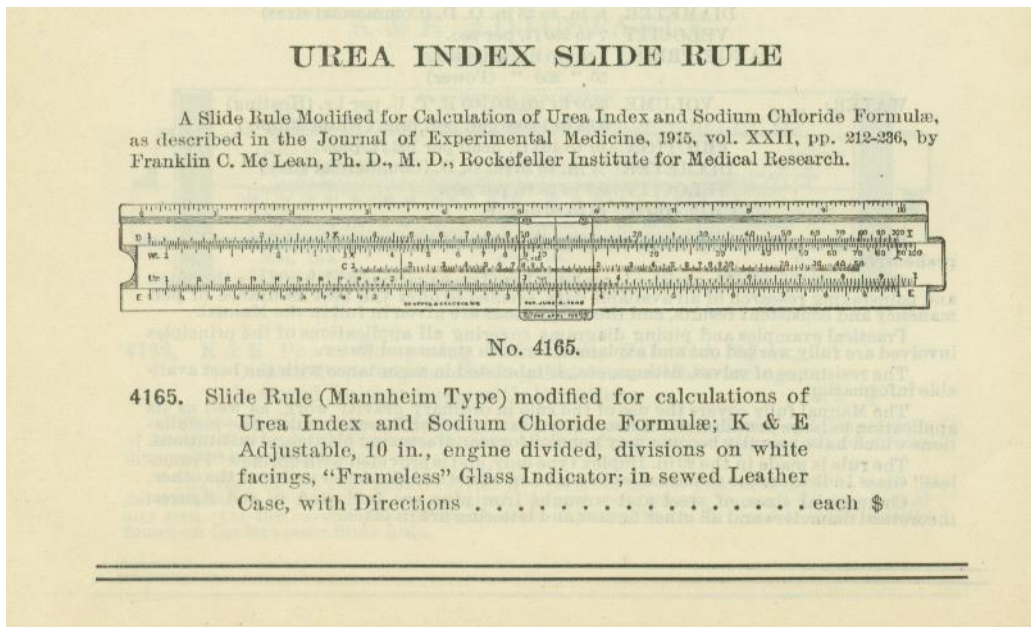 UREA INDEX SLIDE RULE
A Slide Rule Modified for Calculation of Urea Index and Sodium Chloride Formulæ,
as described in the Journal of Experimental Medicine, 1915, vol. XXII, pp. 212-236, by
Franklin C. Mc Lean, Ph. D., M. D., Rockefeller Institute for Medical Research.
No. 4165.
4165. Slide Rule (Mannheim Type) modified for calculations of
Urea Index and Sodium Chloride Formulæ; K & E
Adjustable, 10 in., engine divided, divisions on white
facings, “Frameless” Glass Indicator; in sewed Leather
Case, with Directions . . . . . . . . . . . . . . . . each $